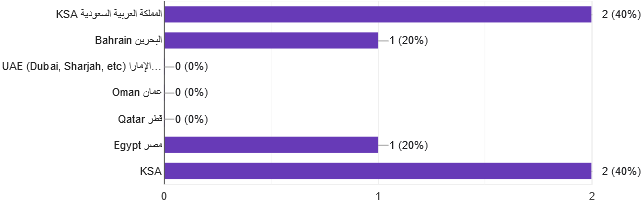 KSA المملكة العربية السعودية 2 (40%)
Bahrain البحرين 1 (20%)
UAE (Dubai, Sharjah, etc) الإمارا... 0 (0%)
Oman عمان 0 (0%)
Qatar قطر 0 (0%)
Egypt مصر 1 (20%)
KSA 2 (40%)
0 1 2